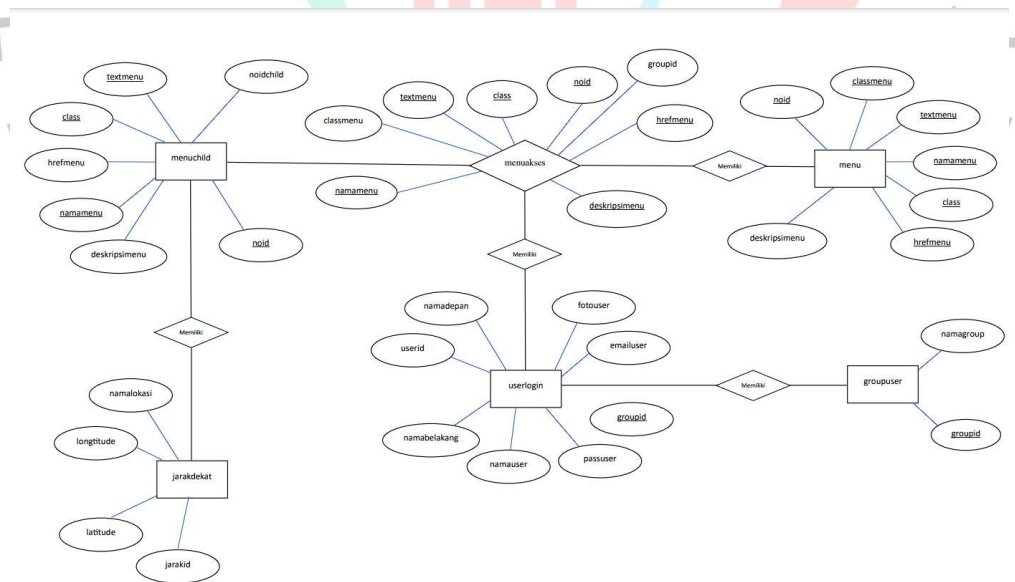 textmenu
noidchild
class
hrefmenu
menuchild
namamenu
deskripsimenu
noid
classmenu
textmenu
class
noid
groupid
hrefmenu
menuakses
namamenu
deskripsimenu
Memiliki
noid
classmenu
textmenu
namamenu
menu
class
deskripsimenu
hrefmenu
Memiliki
namadepan
fotouser
userid
emailuser
userlogin
groupid
namabelakang
namauser
passuser
Memiliki
namagroup
groupuser
groupid
Memiliki
namalokasi
longtitude
jarakdekat
latitude
jarakid